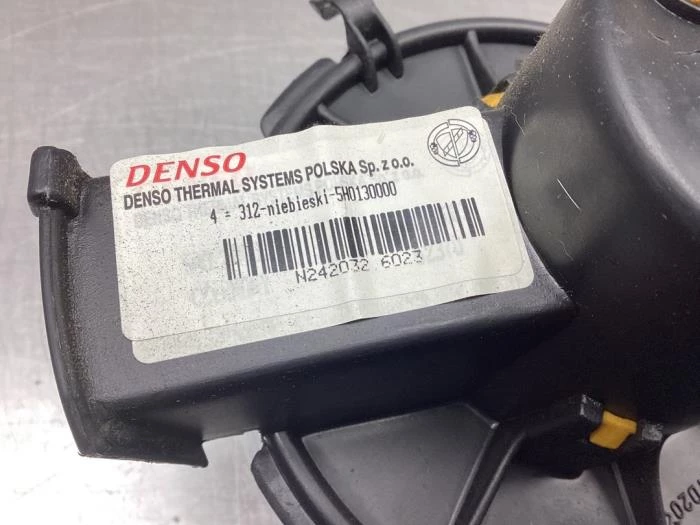 DENSO
DENSO THERMAL SYSTEMS POLSKA Sp. z o.o.
4 = 312-niebieski-5H0130000
N242032 6023